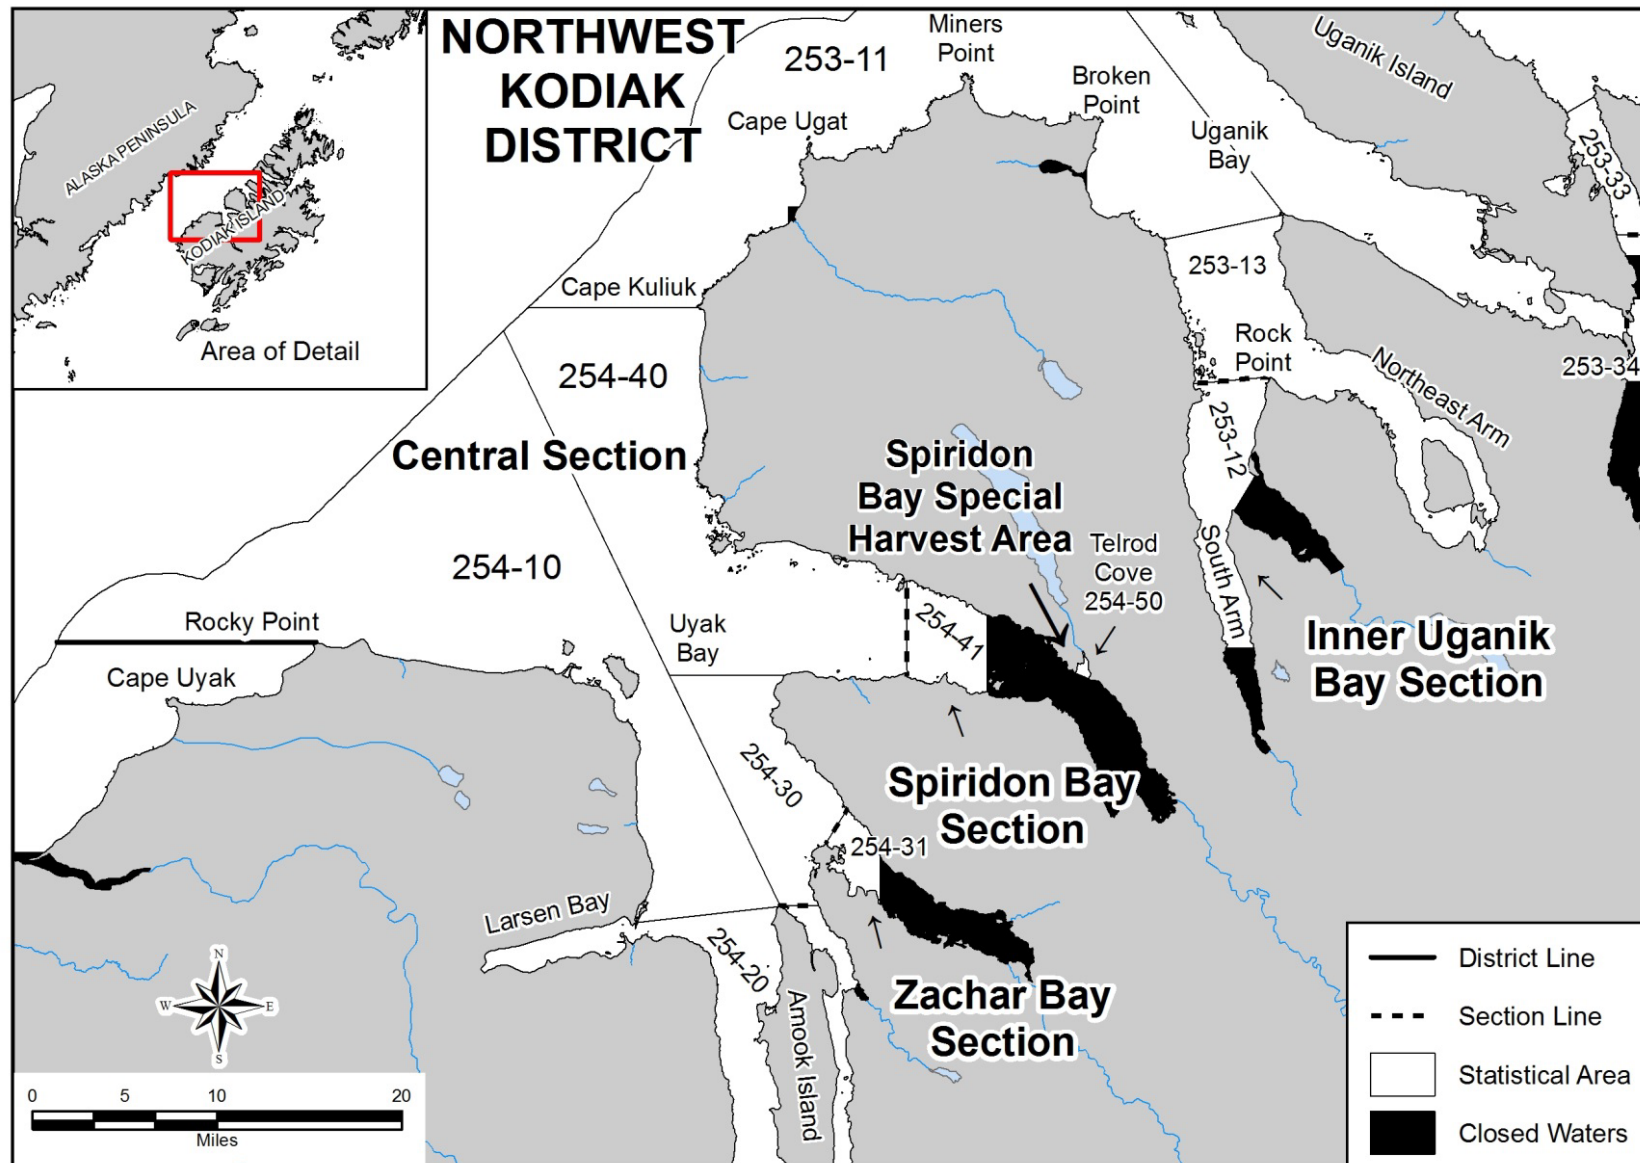 NORTHWEST
KODIAK
DISTRICT
ALASKA PENINSULA
KODIAK ISLAND
Area of Detail
253-11
Miners
Point
Broken
Point
Cape Ugat
Uganik
Bay
Uganik Island
253-33
Cape Kuliuk
253-13
Rock
Point
Northeast Arm
253-34
254-40
253-12
Central Section
Spiridon
Bay Special
Harvest Area
Telrod
Cove
254-50
South Arm
254-10
Rocky Point
Uyak
Bay
254-41
Inner Uganik
Bay Section
Cape Uyak
254-30
Spiridon Bay
Section
254-31
Larsen Bay
254-20
Amook Island
Zachar Bay
Section
N
W
E
S
0 5 10 20
Miles
District Line
Section Line
Statistical Area
Closed Waters